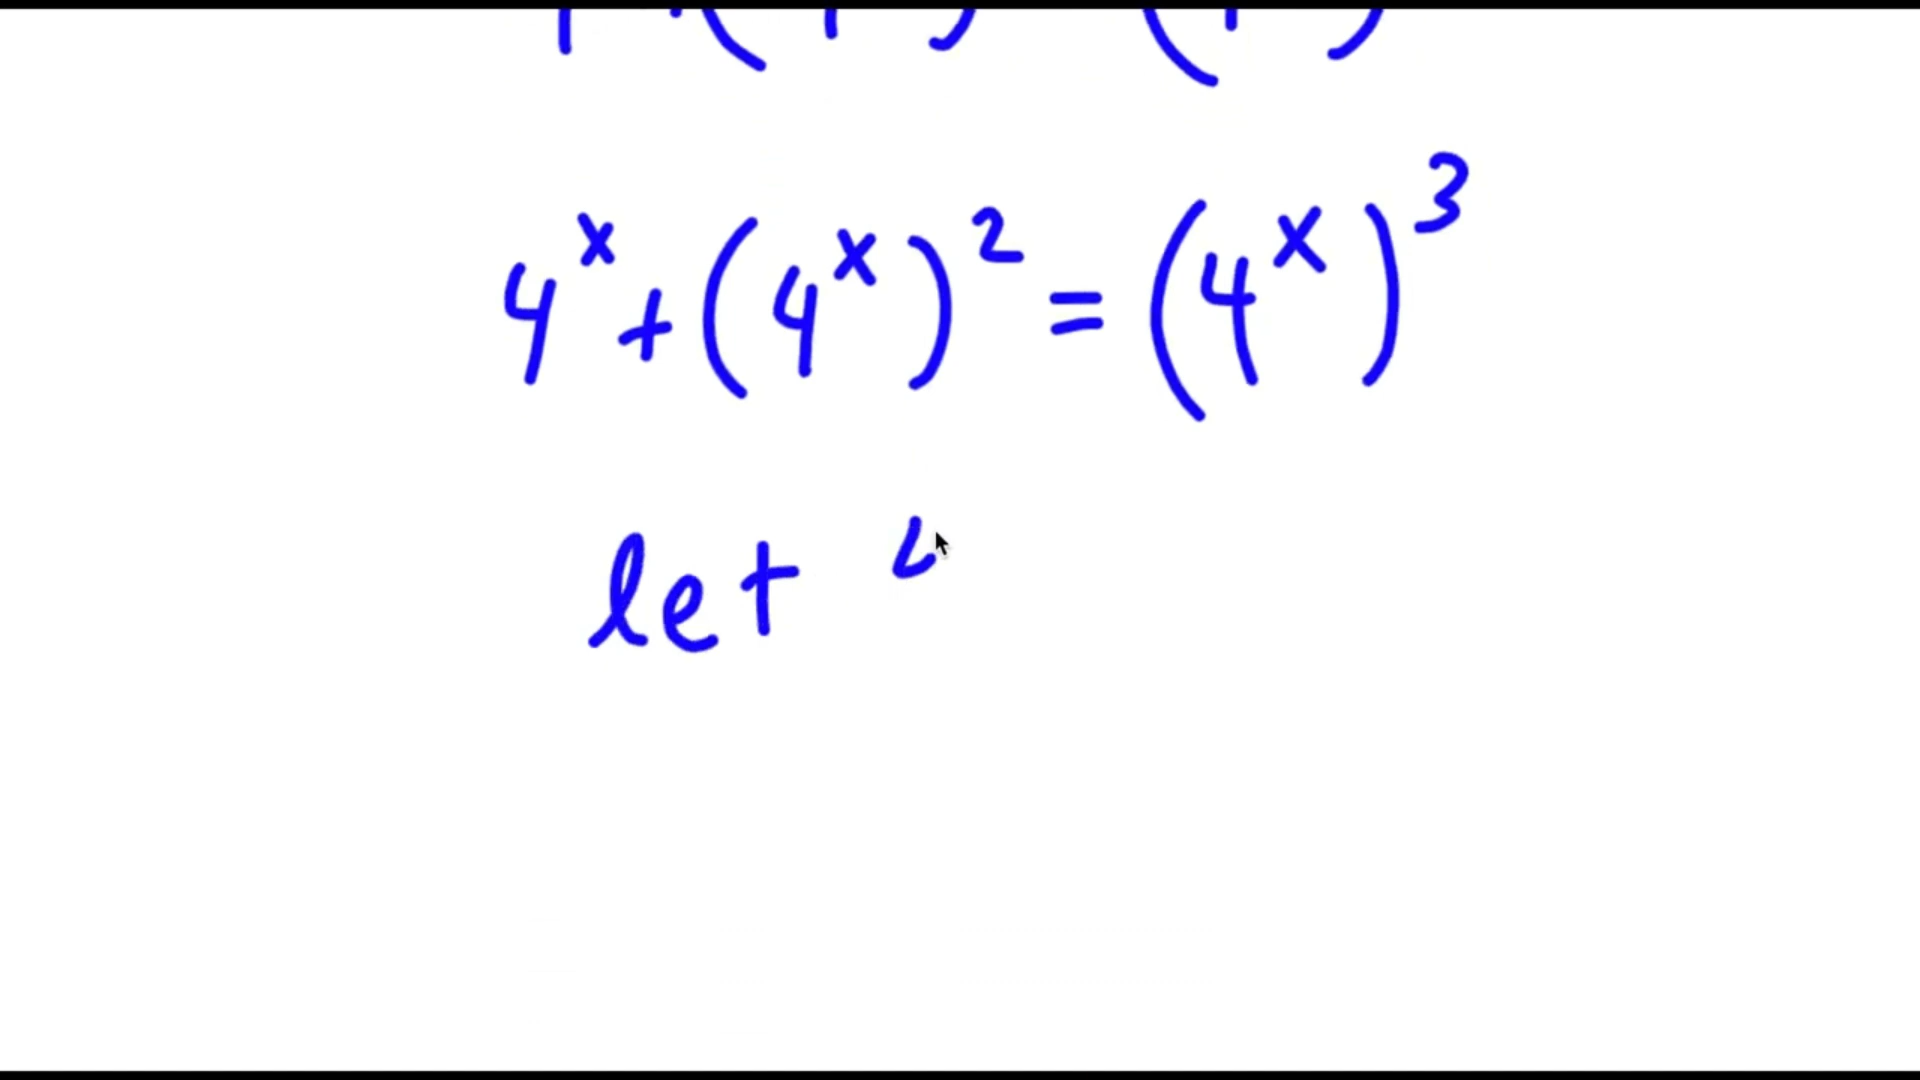 4^x + (4^x)^2 = (4^x)^3
let